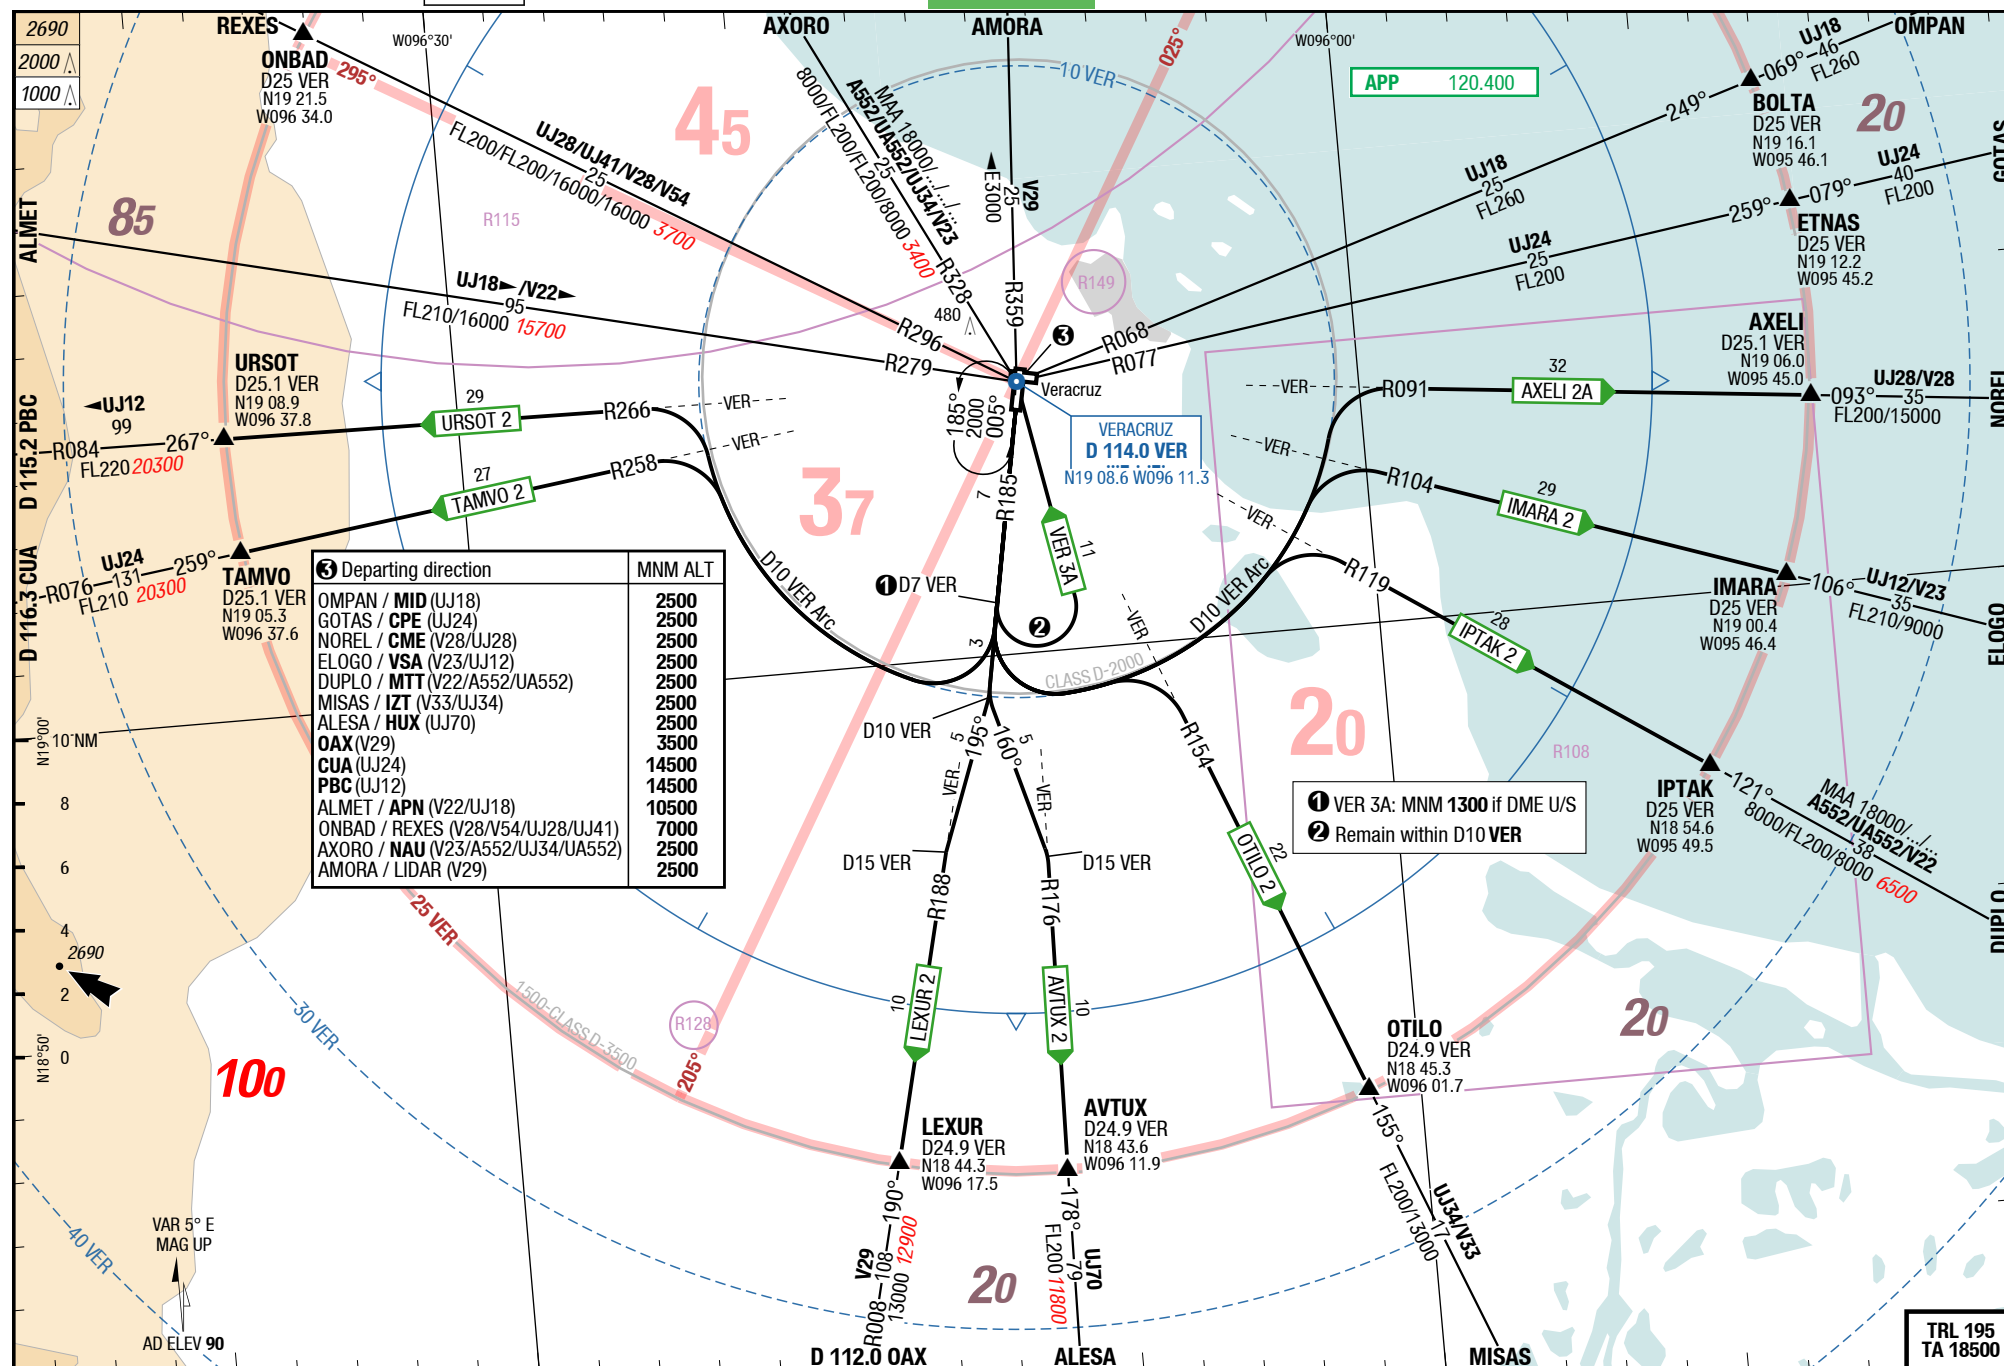 2690
2000
1000
REXES
ONBAD
D25 VER
N19 21.5
W096 34.0
295°
W096°30'
AXORO
AMORA
025°
10 VER
W096°00'
APP 120.400
UJ18
069° 46
FL260
OMPAN
249°
BOLTA
D25 VER
N19 16.1
W095 46.1
20
GOTAS
UJ24
079° 40
FL200
259°
ETNAS
D25 VER
N19 12.2
W095 45.2
45
UJ28/UJ41/V28/V54
25
FL200/FL200/16000/16000 3700
MAA 18000/.../...
A552/UA552/UJ34/V23
25
8000/FL200/FL200/8000 3400
V29
25
E3000
UJ18
25
FL260
UJ24
25
FL200
ALMET
85
R115
R149
UJ18 /V22
95
FL210/16000 15700
R328
R359
480
R296
R279
3
R068
R077
Veracruz
VERACRUZ
D 114.0 VER
N19 08.6 W096 11.3
185°
2000
005°
URSOT
D25.1 VER
N19 08.9
W096 37.8
D 115.2 PBC
UJ12
99
R084
267°
FL220 20300
29
URSOT 2
R266
VER
27
TAMVO 2
R258
VER
D 116.3 CUA
UJ24
R076 131 259°
FL210 20300
TAMVO
D25.1 VER
N19 05.3
W096 37.6
37
7
R185
VER 3A
11
1 D7 VER
2
3
D10 VER Arc
D10 VER Arc
CLASS D-2000
AXELI
D25.1 VER
N19 06.0
W095 45.0
VER
R091
32
AXELI 2A
UJ28/V28
093° 35
FL200/15000
NOREL
VER
R104
29
IMARA 2
IMARA
D25 VER
N19 00.4
W095 46.4
UJ12/V23
106° 35
FL210/9000
ELOGO
VER
R119
28
IPTAK 2
IPTAK
D25 VER
N18 54.6
W095 49.5
121°
MAA 18000/.../...
A552/UA552/V22
38
8000/FL200/8000 6500
DUPLO
3 Departing direction MNM ALT
OMPAN / MID (UJ18) 2500
GOTAS / CPE (UJ24) 2500
NOREL / CME (V28/UJ28) 2500
ELOGO / VSA (V23/UJ12) 2500
DUPLO / MTT (V22/A552/UA552) 2500
MISAS / IZT (V33/UJ34) 2500
ALESA / HUX (UJ70) 2500
OAX (V29) 3500
CUA (UJ24) 14500
PBC (UJ12) 14500
ALMET / APN (V22/UJ18) 10500
ONBAD / REXES (V28/V54/UJ28/UJ41) 7000
AXORO / NAU (V23/A552/UJ34/UA552) 2500
AMORA / LIDAR (V29) 2500
N19°00'
10 NM
8
6
4
2
0
2690
N18°50'
100
D10 VER
5
195°
160°
5
VER
VER
VER
R154
D15 VER
D15 VER
R188
R176
20
R108
1 VER 3A: MNM 1300 if DME U/S
2 Remain within D10 VER
OTILO 2
22
25 VER
1500-CLASS D-3500
30 VER
40 VER
R128
205°
10
LEXUR 2
AVTUX 2
10
LEXUR
D24.9 VER
N18 44.3
W096 17.5
AVTUX
D24.9 VER
N18 43.6
W096 11.9
OTILO
D24.9 VER
N18 45.3
W096 01.7
20
155°
UJ34/V33
17
FL200/13000
MISAS
190°
V29
R008 108
13000 12900
D 112.0 OAX
178°
UJ70
79
FL200 11800
ALESA
20
VAR 5° E
MAG UP
AD ELEV 90
TRL 195
TA 18500